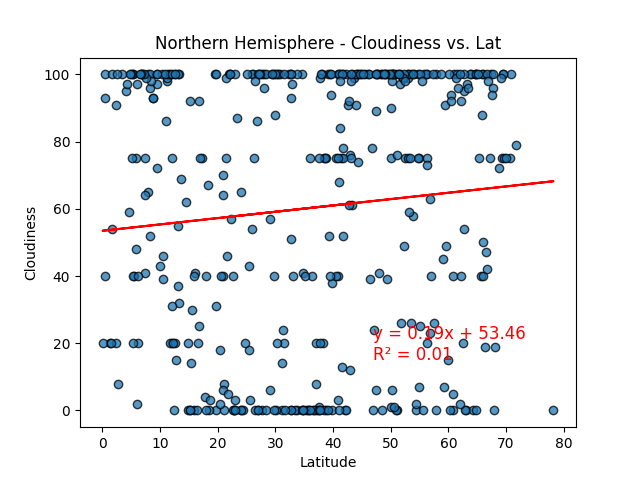 Northern Hemisphere - Cloudiness vs. Lat
100
80
60
40
20
0
Cloudiness
y = 0.19x + 53.46
R² = 0.01
0 10 20 30 40 50 60 70 80
Latitude